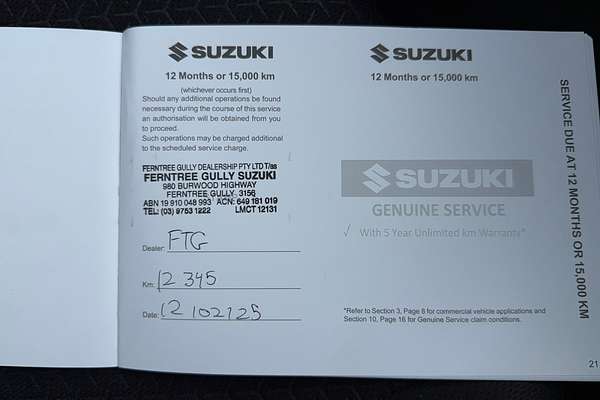 SUZUKI
12 Months or 15,000 km
(whichever occurs first)
Should any additional operations be found
necessary during the course of this service
an authorisation will be obtained from you
to proceed.
Such operations may be charged additional
to the scheduled service charge.
FERNTREE GULLY DEALERSHIP PTY LTD T/as
FERNTREE GULLY SUZUKI
980 BURWOOD HIGHWAY
FERNTREE GULLY 3156
ABN 19 910 048 993 ACN: 649 181 019
TEL: (03) 9753 1222 LMCT 12131
Dealer: FTG
Km: 12 345
Date: 12/02/25
SUZUKI
12 Months or 15,000 km
SUZUKI
GENUINE SERVICE
√ With 5 Year Unlimited km Warranty*
*Refer to Section 3, Page 8 for commercial vehicle applications and
Section 10, Page 16 for Genuine Service claim conditions.
SERVICE DUE AT 12 MONTHS OR 15,000 KM
21